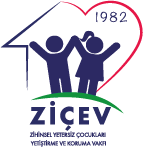 1982
ZİÇEV
ZİHİNSEL YETERSİZ ÇOCUKLARI
YETİŞTİRME VE KORUMA VAKFI